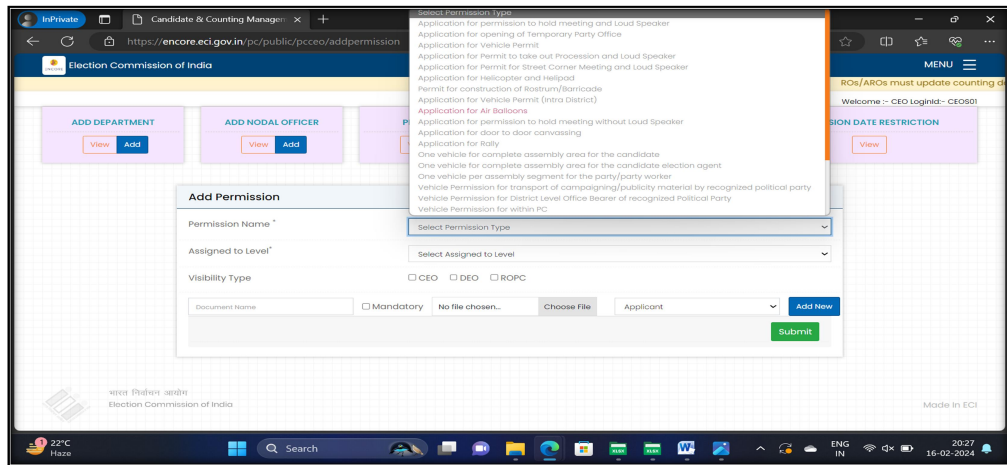 InPrivate
Candidate & Counting Managem
https://encore.eci.gov.in/pc/public/pcceo/addpermission
Election Commission of India
MENU
ROs/AROs must update counting d
Welcome :- CEO LoginId:- CEOS01
ADD DEPARTMENT
View Add
ADD NODAL OFFICER
View Add
P
SION DATE RESTRICTION
View
Select Permission Type
Application for permission to hold meeting and Loud Speaker
Application for opening of Temporary Party Office
Application for Vehicle Permit
Application for Permit to take out Procession and Loud Speaker
Application for Permit for Street Corner Meeting and Loud Speaker
Application for Helicopter and Helipad
Permit for construction of Rostrum/Barricade
Application for Vehicle Permit (Intra District)
Application for Air Balloons
Application for permission to hold meeting without Loud Speaker
Application for door to door canvassing
Application for Rally
One vehicle for complete assembly area for the candidate
One vehicle for complete assembly area for the candidate election agent
One vehicle per assembly segment for the party/party worker
Vehicle Permission for transport of campaigning/publicity material by recognized political party
Vehicle Permission for District Level Office Bearer of recognized Political Party
Vehicle Permission for within PC
Add Permission
Permission Name *
Select Permission Type
Assigned to Level*
Select Assigned to Level
Visibility Type
CEO DEO ROPC
Document Name
Mandatory
No file chosen...
Choose File
Applicant
Add New
Submit
भारत निर्वाचन आयोग
Election Commission of India
Made In ECI
1
22°C
Haze
Search
ENG
IN
20:27
16-02-2024